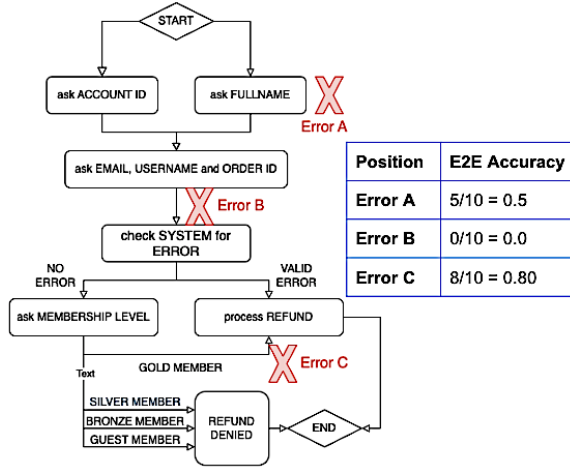 START
ask ACCOUNT ID
ask FULLNAME
Error A
ask EMAIL, USERNAME and ORDER ID
Error B
check SYSTEM for
ERROR
NO
ERROR
VALID
ERROR
ask MEMBERSHIP LEVEL
process REFUND
GOLD MEMBER
Error C
Text
SILVER MEMBER
BRONZE MEMBER
GUEST MEMBER
REFUND
DENIED
END
Position E2E Accuracy
Error A 5/10 = 0.5
Error B 0/10 = 0.0
Error C 8/10 = 0.80